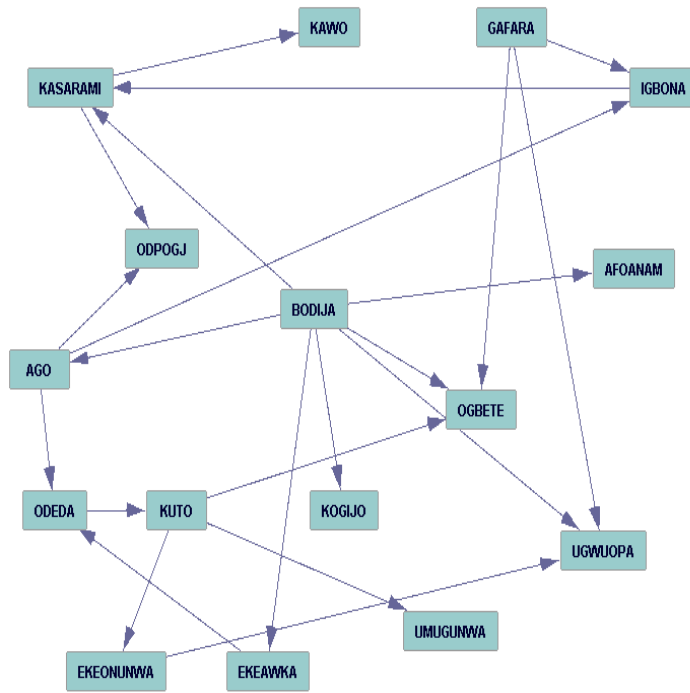 KAWO
GAFARA
KASARAMI
IGBONA
ODPOGJ
AFOANAM
BODIJA
AGO
OGBETE
ODEDA
KUTO
KOGIJO
UGWUOPA
UMUGUNWA
EKEONUNWA
EKEAWKA